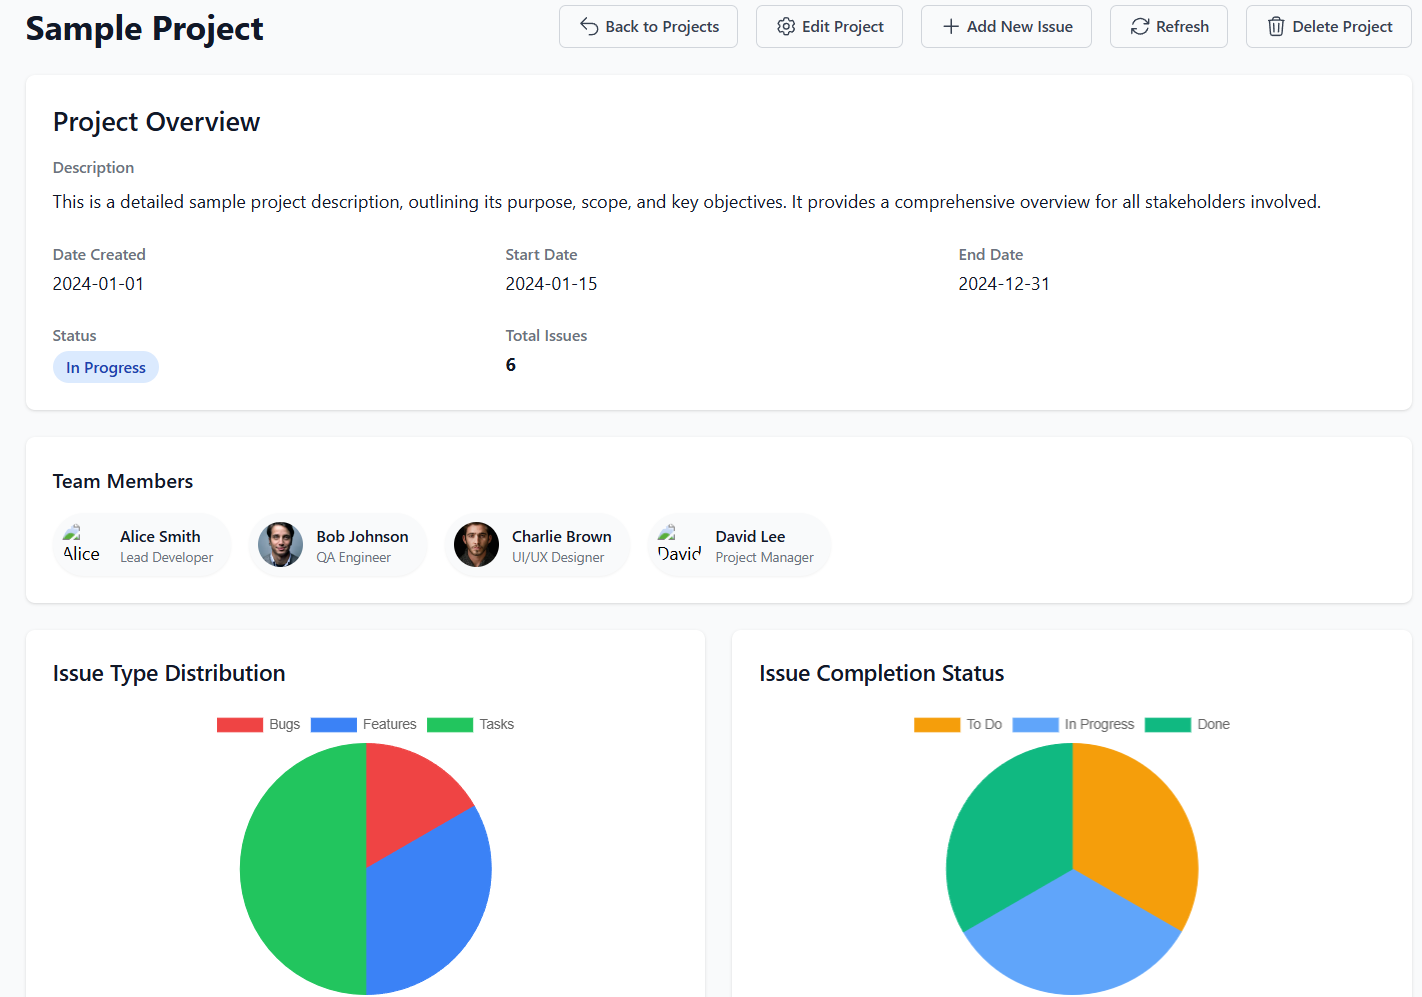 Sample Project
Back to Projects
Edit Project
Add New Issue
Refresh
Delete Project
Project Overview
Description
This is a detailed sample project description, outlining its purpose, scope, and key objectives. It provides a comprehensive overview for all stakeholders involved.
Date Created
2024-01-01
Start Date
2024-01-15
End Date
2024-12-31
Status
In Progress
Total Issues
6
Team Members
Alice
Alice Smith
Lead Developer
Bob Johnson
QA Engineer
Charlie Brown
UI/UX Designer
David
David Lee
Project Manager
Issue Type Distribution
Bugs
Features
Tasks
Issue Completion Status
To Do
In Progress
Done